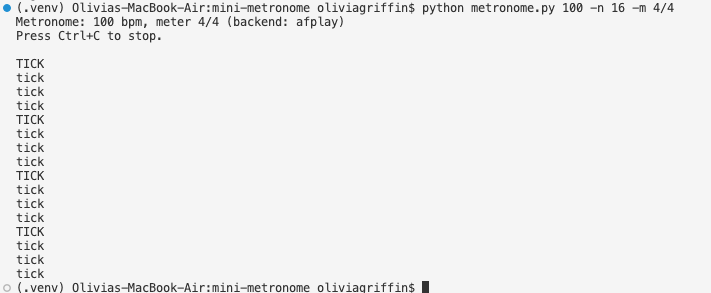 (.venv) Olivias-MacBook-Air:mini-metronome oliviagriffin$ python metronome.py 100 -n 16 -m 4/4
Metronome: 100 bpm, meter 4/4 (backend: afplay)
Press Ctrl+C to stop.

TICK
tick
tick
tick
TICK
tick
tick
tick
TICK
tick
tick
tick
TICK
tick
tick
tick
(.venv) Olivias-MacBook-Air:mini-metronome oliviagriffin$